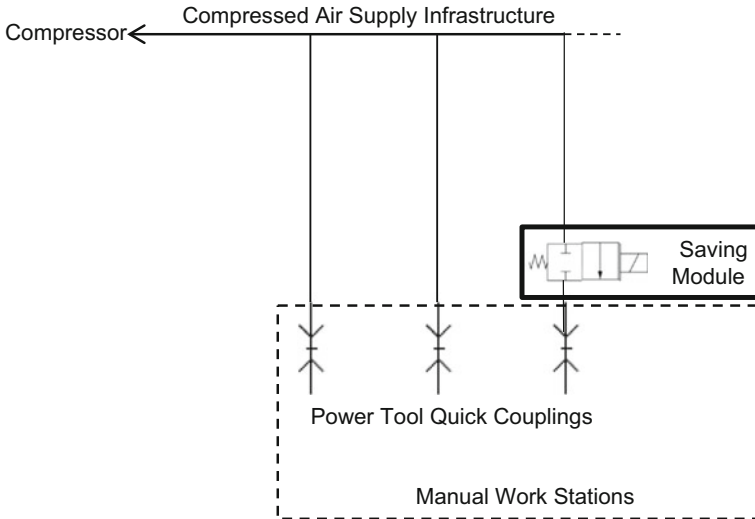 Compressed Air Supply Infrastructure
Compressor
Saving
Module
Power Tool Quick Couplings
Manual Work Stations